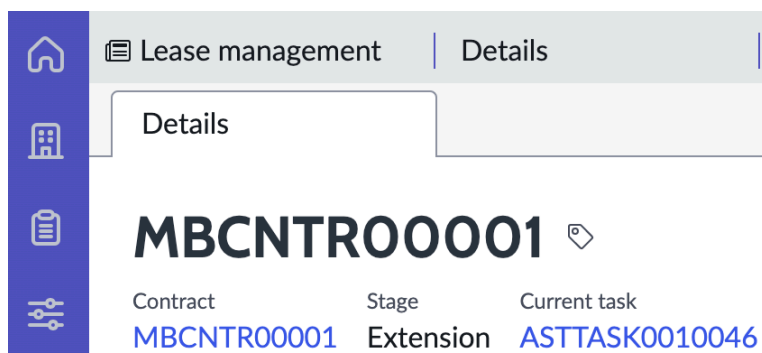 Lease management Details
Details
MBCNTR00001
Contract Stage Current task
MBCNTR00001 Extension ASTTASK0010046